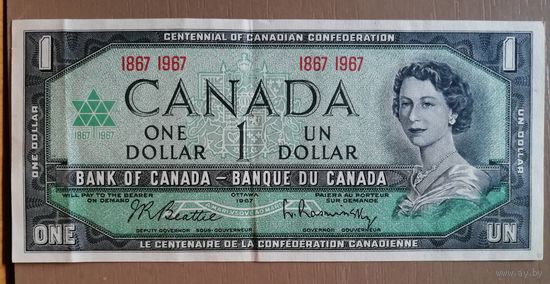 CENTENNIAL OF CANADIAN CONFEDERATION
1 1
1867 1967 1867 1967
CANADA
1867 1967
ONE UN
DOLLAR 1 DOLLAR
ONE DOLLAR UN DOLLAR
BANK OF CANADA – BANQUE DU CANADA
WILL PAY TO THE BEARER OTTAWA PAIERA AU PORTEUR
ON DEMAND 1967 SUR DEMANDE
J.R. Beattie L. Rasminsky
DEPUTY GOVERNOR SOUS-GOUVERNEUR GOVERNOR GOUVERNEUR
ONE UN
LE CENTENAIRE DE LA CONFÉDÉRATION CANADIENNE
www.ay.by